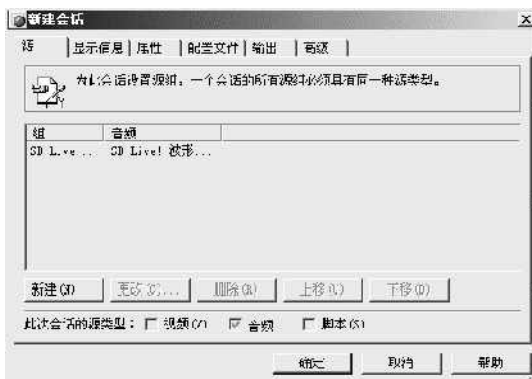 新建会话
源 显示信息 属性 配置文件 输出 高级
为此会话设置源组。一个会话的所有源组必须具有同一种源类型。
组 音频
SB Live ... SB Live! 波形...
新建(N) 更改(C)... 删除(R) 上移(U) 下移(D)
此次会话的源类型： 视频(V) 音频 脚本(S)
确定 取消 帮助